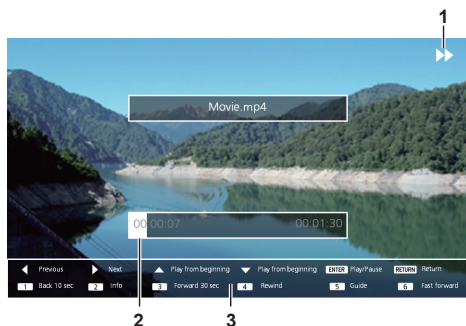 1
Movie.mp4
00:00:07 00:01:30
Previous Next Play from beginning Play from beginning ENTER Play/Pause RETURN Return
1 Back 10 sec 2 Info 3 Forward 30 sec 4 Rewind 5 Guide 6 Fast forward
2 3